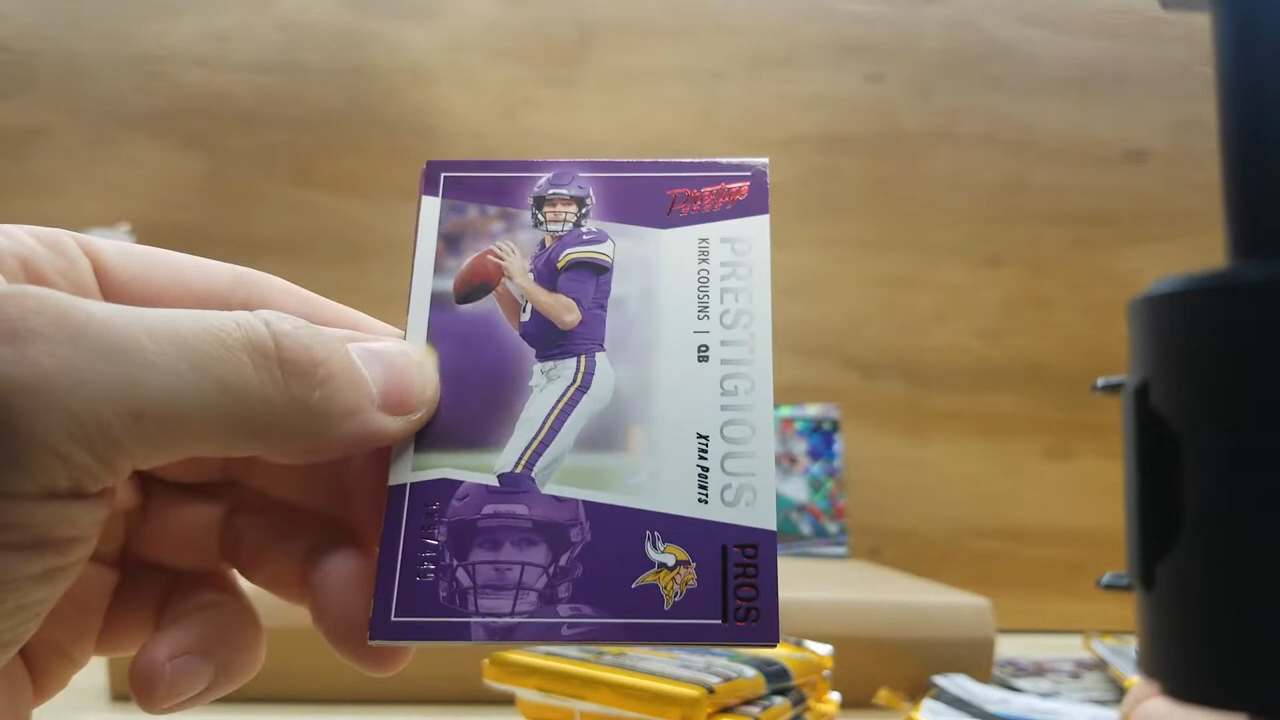 Prestige
PRESTIGIOUS
KIRK COUSINS | QB
XTRA POINTS
PROS